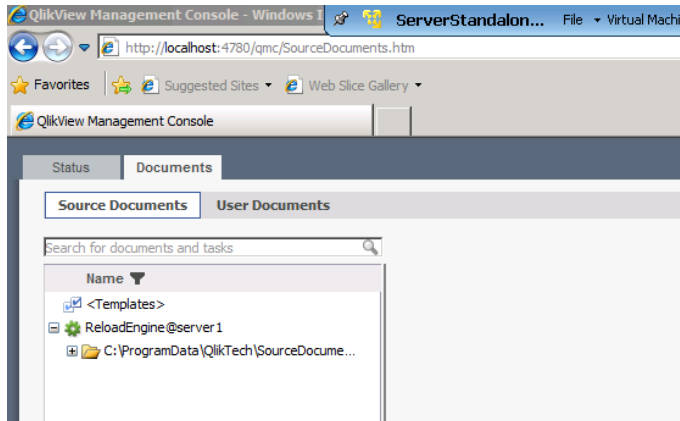 QlikView Management Console - Windows I
ServerStandalon... File Virtual Machi
http://localhost:4780/qmc/SourceDocuments.htm
Favorites Suggested Sites Web Slice Gallery
QlikView Management Console
Status Documents
Source Documents User Documents
Search for documents and tasks
Name
<Templates>
ReloadEngine@server1
C:\ProgramData\QlikTech\SourceDocume...